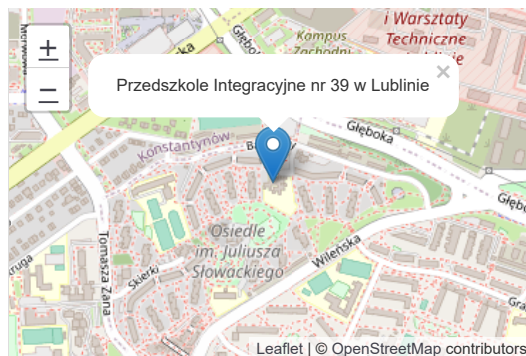 i Warsztaty
Techniczne
Kampus
Zachodni
Głęboka
+
−
×
Przedszkole Integracyjne nr 39 w Lublinie
Głęboka
Konstantynów
Osiedle
im. Juliusza
Słowackiego
Wileńska
Skierki
Tomasza Zana
Leaflet | © OpenStreetMap contributors